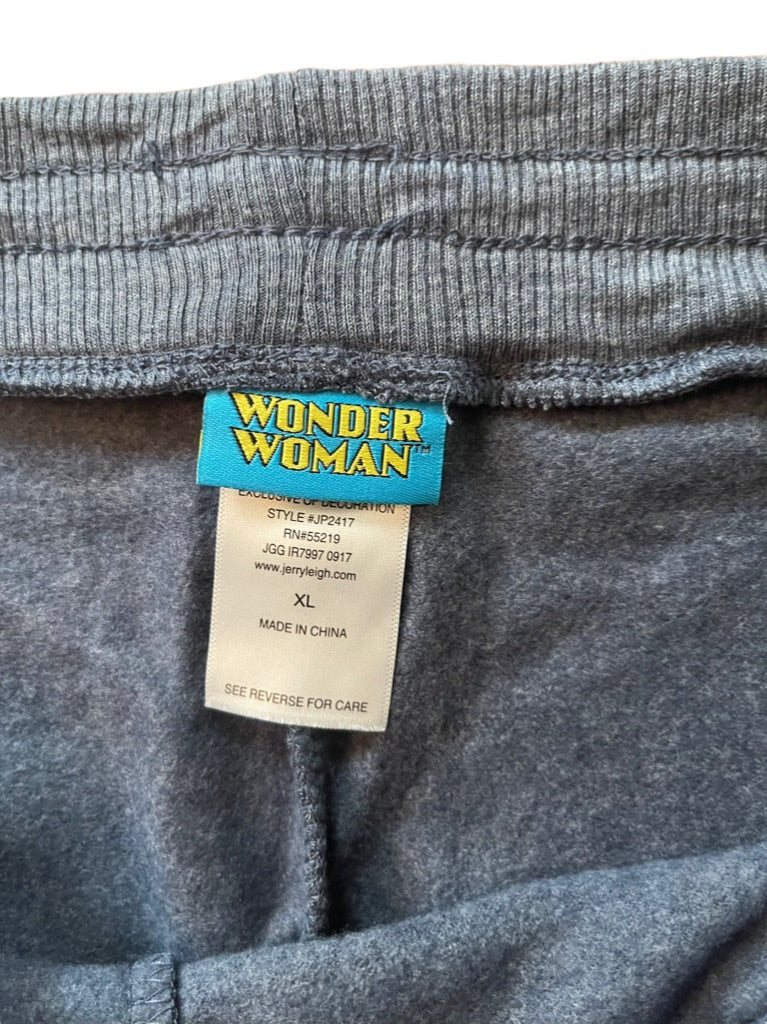 WONDER
WOMAN™
EXCLUSIVE OF DECORATION
STYLE #JP2417
RN#55219
JGG IR7997 0917
www.jerryleigh.com
XL
MADE IN CHINA
SEE REVERSE FOR CARE